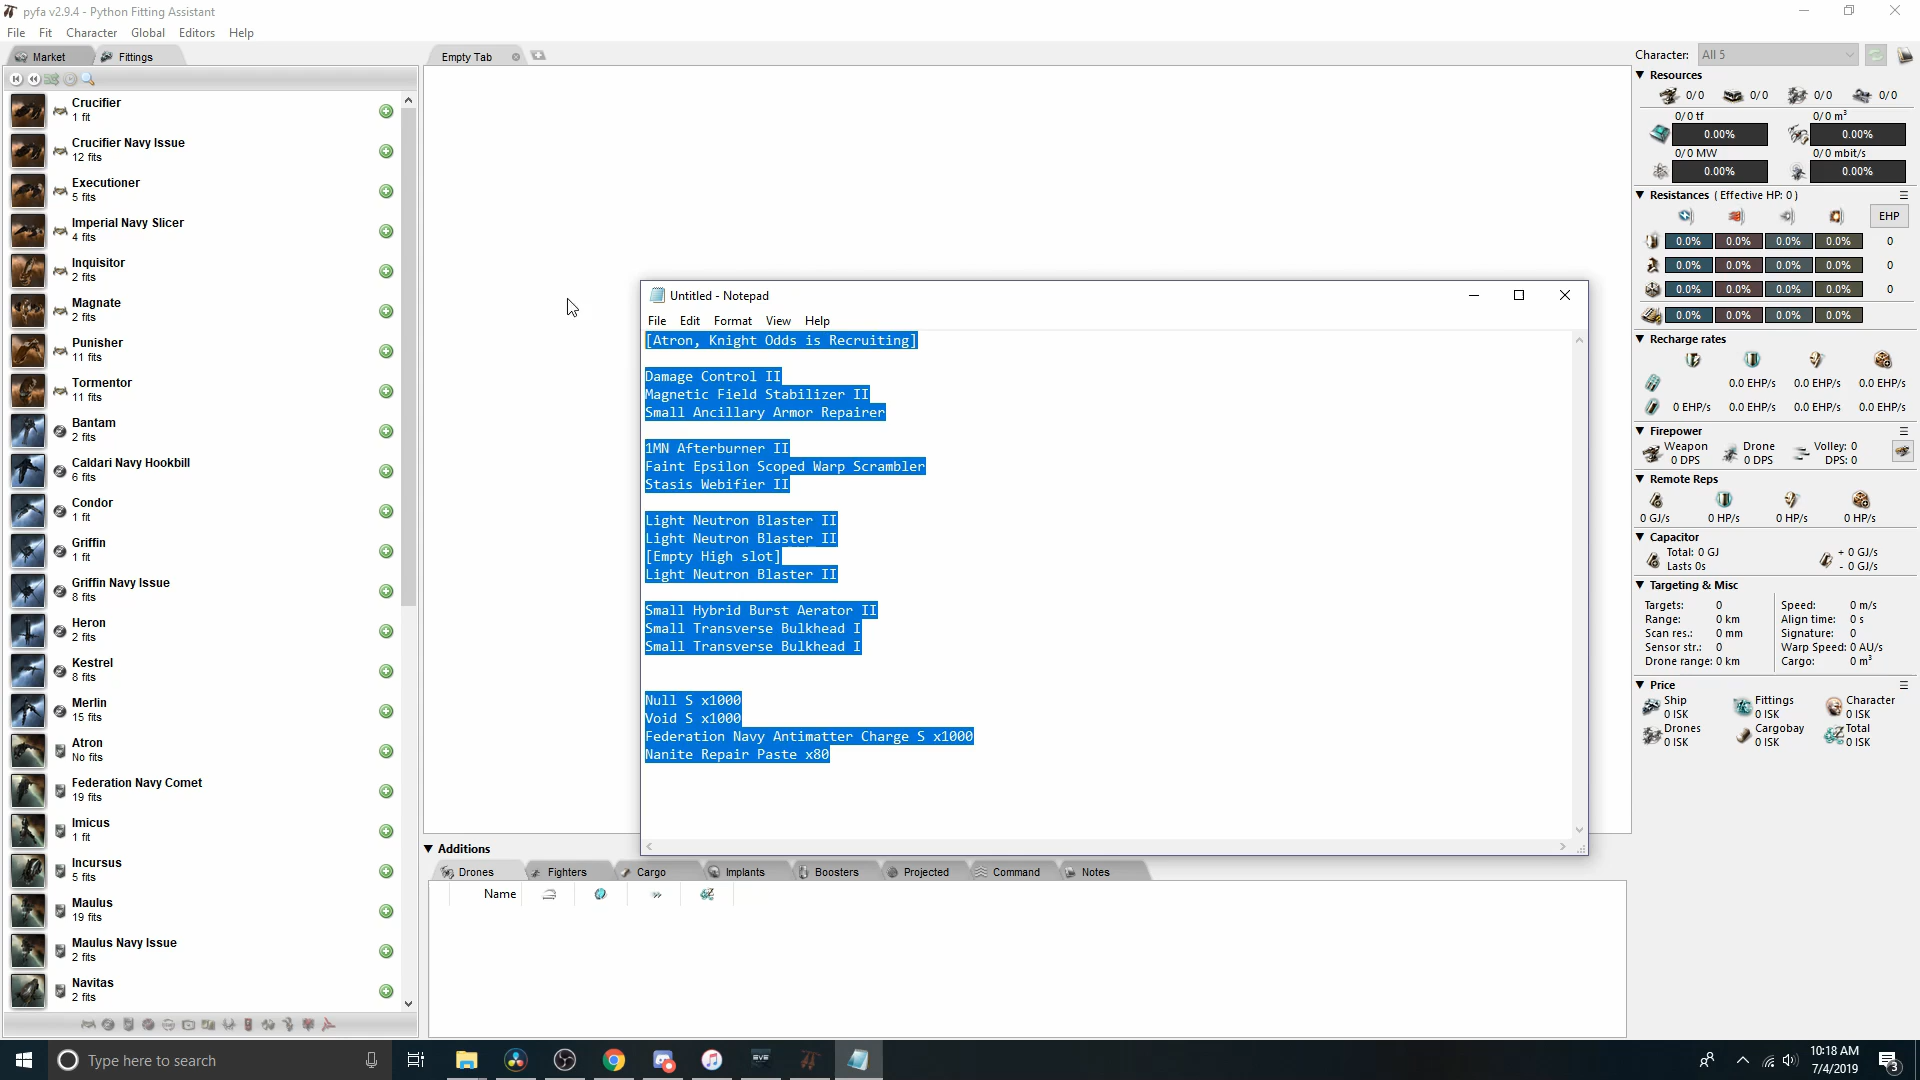 pyfa v2.9.4 - Python Fitting Assistant
File Fit Character Global Editors Help
Market Fittings
Crucifier
1 fit
Crucifier Navy Issue
12 fits
Executioner
5 fits
Imperial Navy Slicer
4 fits
Inquisitor
2 fits
Magnate
2 fits
Punisher
11 fits
Tormentor
11 fits
Bantam
2 fits
Caldari Navy Hookbill
6 fits
Condor
1 fit
Griffin
1 fit
Griffin Navy Issue
8 fits
Heron
2 fits
Kestrel
8 fits
Merlin
15 fits
Atron
No fits
Federation Navy Comet
19 fits
Imicus
1 fit
Incursus
5 fits
Maulus
19 fits
Maulus Navy Issue
2 fits
Navitas
2 fits
Empty Tab
Untitled - Notepad
File Edit Format View Help
[Atron, Knight Odds is Recruiting]
Damage Control II
Magnetic Field Stabilizer II
Small Ancillary Armor Repairer
1MN Afterburner II
Faint Epsilon Scoped Warp Scrambler
Stasis Webifier II
Light Neutron Blaster II
Light Neutron Blaster II
[Empty High slot]
Light Neutron Blaster II
Small Hybrid Burst Aerator II
Small Transverse Bulkhead I
Small Transverse Bulkhead I
Null S x1000
Void S x1000
Federation Navy Antimatter Charge S x1000
Nanite Repair Paste x80
Additions
Drones Fighters Cargo Implants Boosters Projected Command Notes
Name
Character: All 5
Resources
0/0 0/0 0/0 0/0
0/0 tf 0/0 m³
0.00% 0.00%
0/0 MW 0/0 mbit/s
0.00% 0.00%
Resistances (Effective HP: 0)
EHP
0.0% 0.0% 0.0% 0.0% 0
0.0% 0.0% 0.0% 0.0% 0
0.0% 0.0% 0.0% 0.0% 0
0.0% 0.0% 0.0% 0.0%
Recharge rates
0.0 EHP/s 0.0 EHP/s 0.0 EHP/s
0 EHP/s 0.0 EHP/s 0.0 EHP/s 0.0 EHP/s
Firepower
Weapon Drone Volley: 0
0 DPS 0 DPS DPS: 0
Remote Reps
0 GJ/s 0 HP/s 0 HP/s 0 HP/s
Capacitor
Total: 0 GJ + 0 GJ/s
Lasts 0s - 0 GJ/s
Targeting & Misc
Targets: 0 Speed: 0 m/s
Range: 0 km Align time: 0 s
Scan res.: 0 mm Signature: 0
Sensor str.: 0 Warp Speed: 0 AU/s
Drone range: 0 km Cargo: 0 m³
Price
Ship Fittings Character
0 ISK 0 ISK 0 ISK
Drones Cargobay Total
0 ISK 0 ISK 0 ISK
Type here to search
EVE
10:18 AM
7/4/2019
3